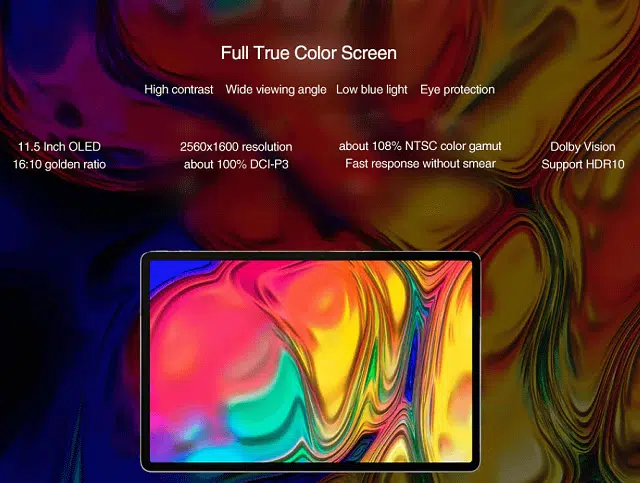 Full True Color Screen
High contrast Wide viewing angle Low blue light Eye protection
11.5 Inch OLED 2560x1600 resolution about 108% NTSC color gamut Dolby Vision
16:10 golden ratio about 100% DCI-P3 Fast response without smear Support HDR10